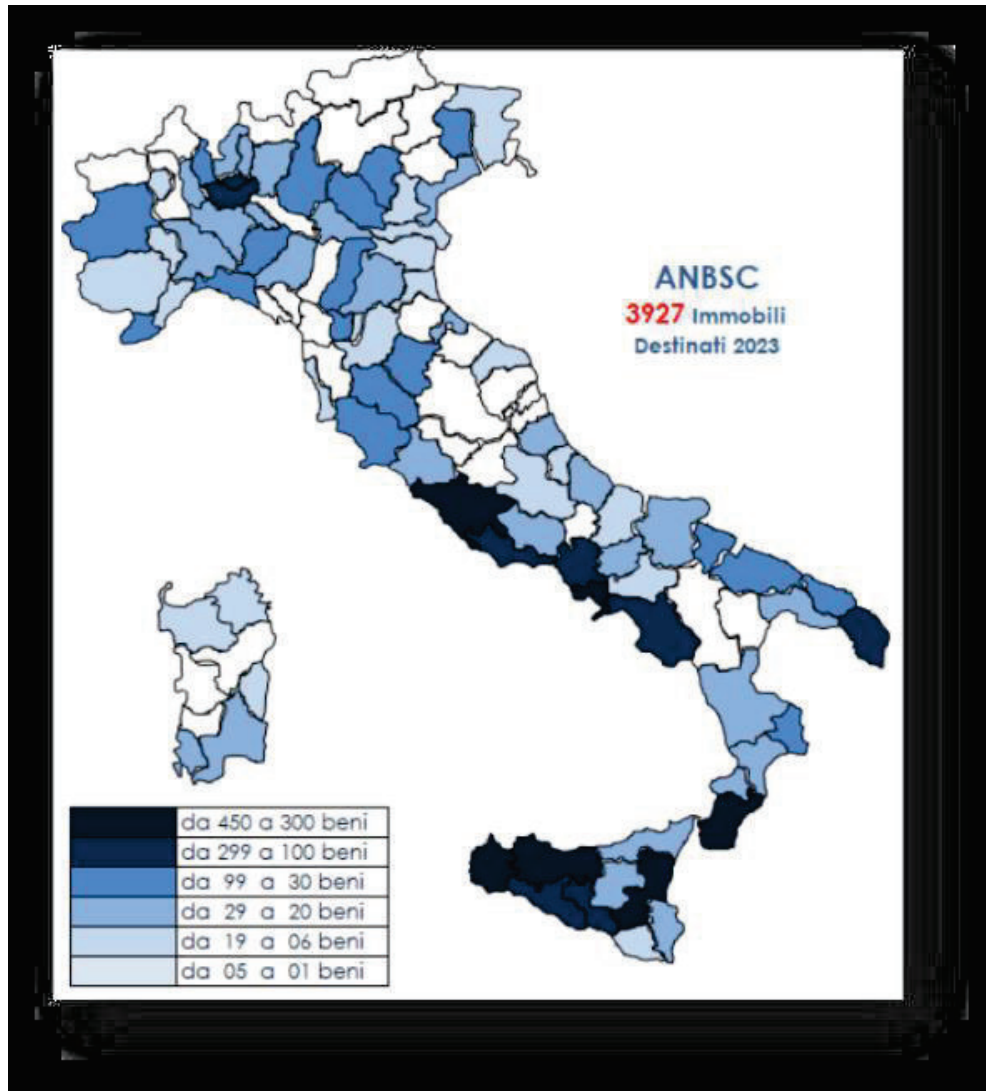 ANBSC
3927 Immobili
Destinati 2023
da 450 a 300 beni
da 299 a 100 beni
da 99 a 30 beni
da 29 a 20 beni
da 19 a 06 beni
da 05 a 01 beni